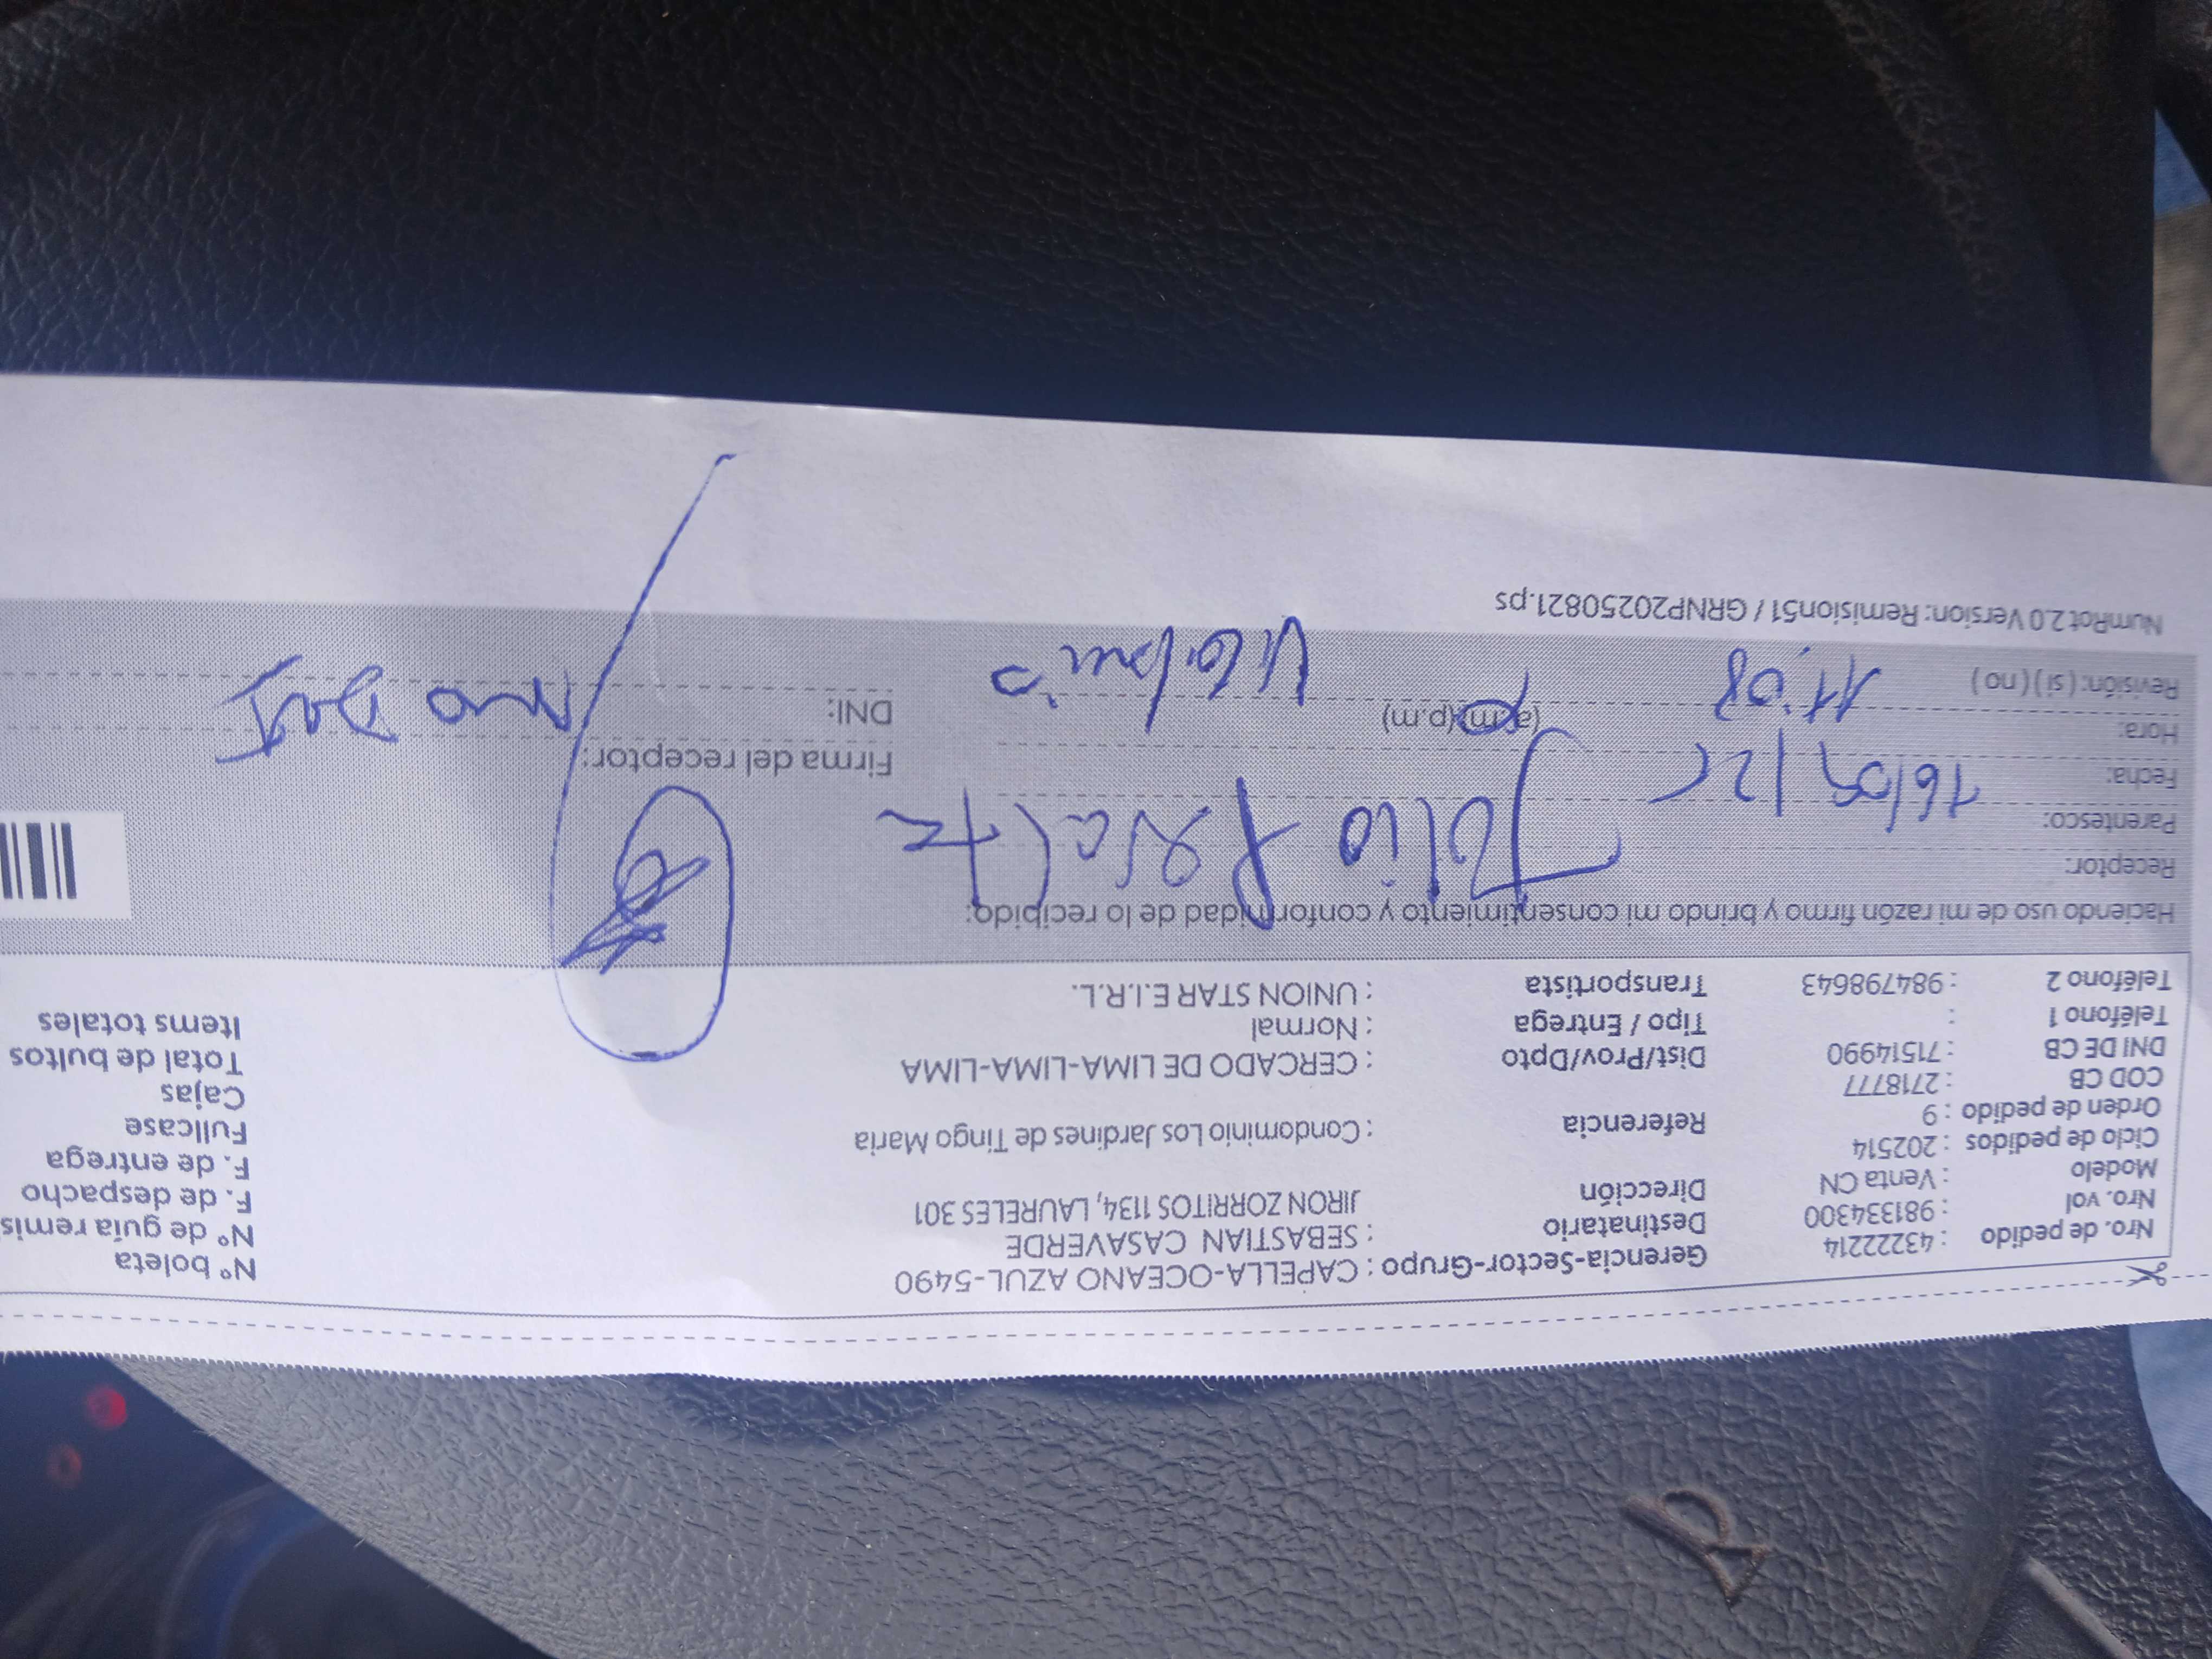 Nro. de pedido : 43222214
Nro. vol : 981334300
Modelo : Venta CN
Ciclo de pedidos : 202514
Orden de pedido : 9
COD CB : 2718777
DNI DE CB : 71514990
Teléfono 1 :
Teléfono 2 : 984798643
Gerencia-Sector-Grupo : CAPELLA-OCEANO AZUL-5490
Destinatario : SEBASTIAN CASAVERDE
Dirección JIRON ZORRITOS 1134, LAURELES 301
Referencia : Condominio Los Jardines de Tingo Maria
Dist/Prov/Dpto : CERCADO DE LIMA-LIMA-LIMA
Tipo / Entrega : Normal
Transportista : UNION STAR E.I.R.L.
N° boleta
N° de guía remis
F. de despacho
F. de entrega
Fullcase
Cajas
Total de bultos
Items totales
Haciendo uso de mi razón firmo y brindo mi consentimiento y conformidad de lo recibido:
Receptor: Julio
Parentesco:
Fecha: 16/09/25
Hora: 11:08 (a.m)(p.m)
Revisión: (si) (no)
Firma del receptor:
DNI: No
NumRot 2.0 Version: Remision51 / GRNP20250821.ps